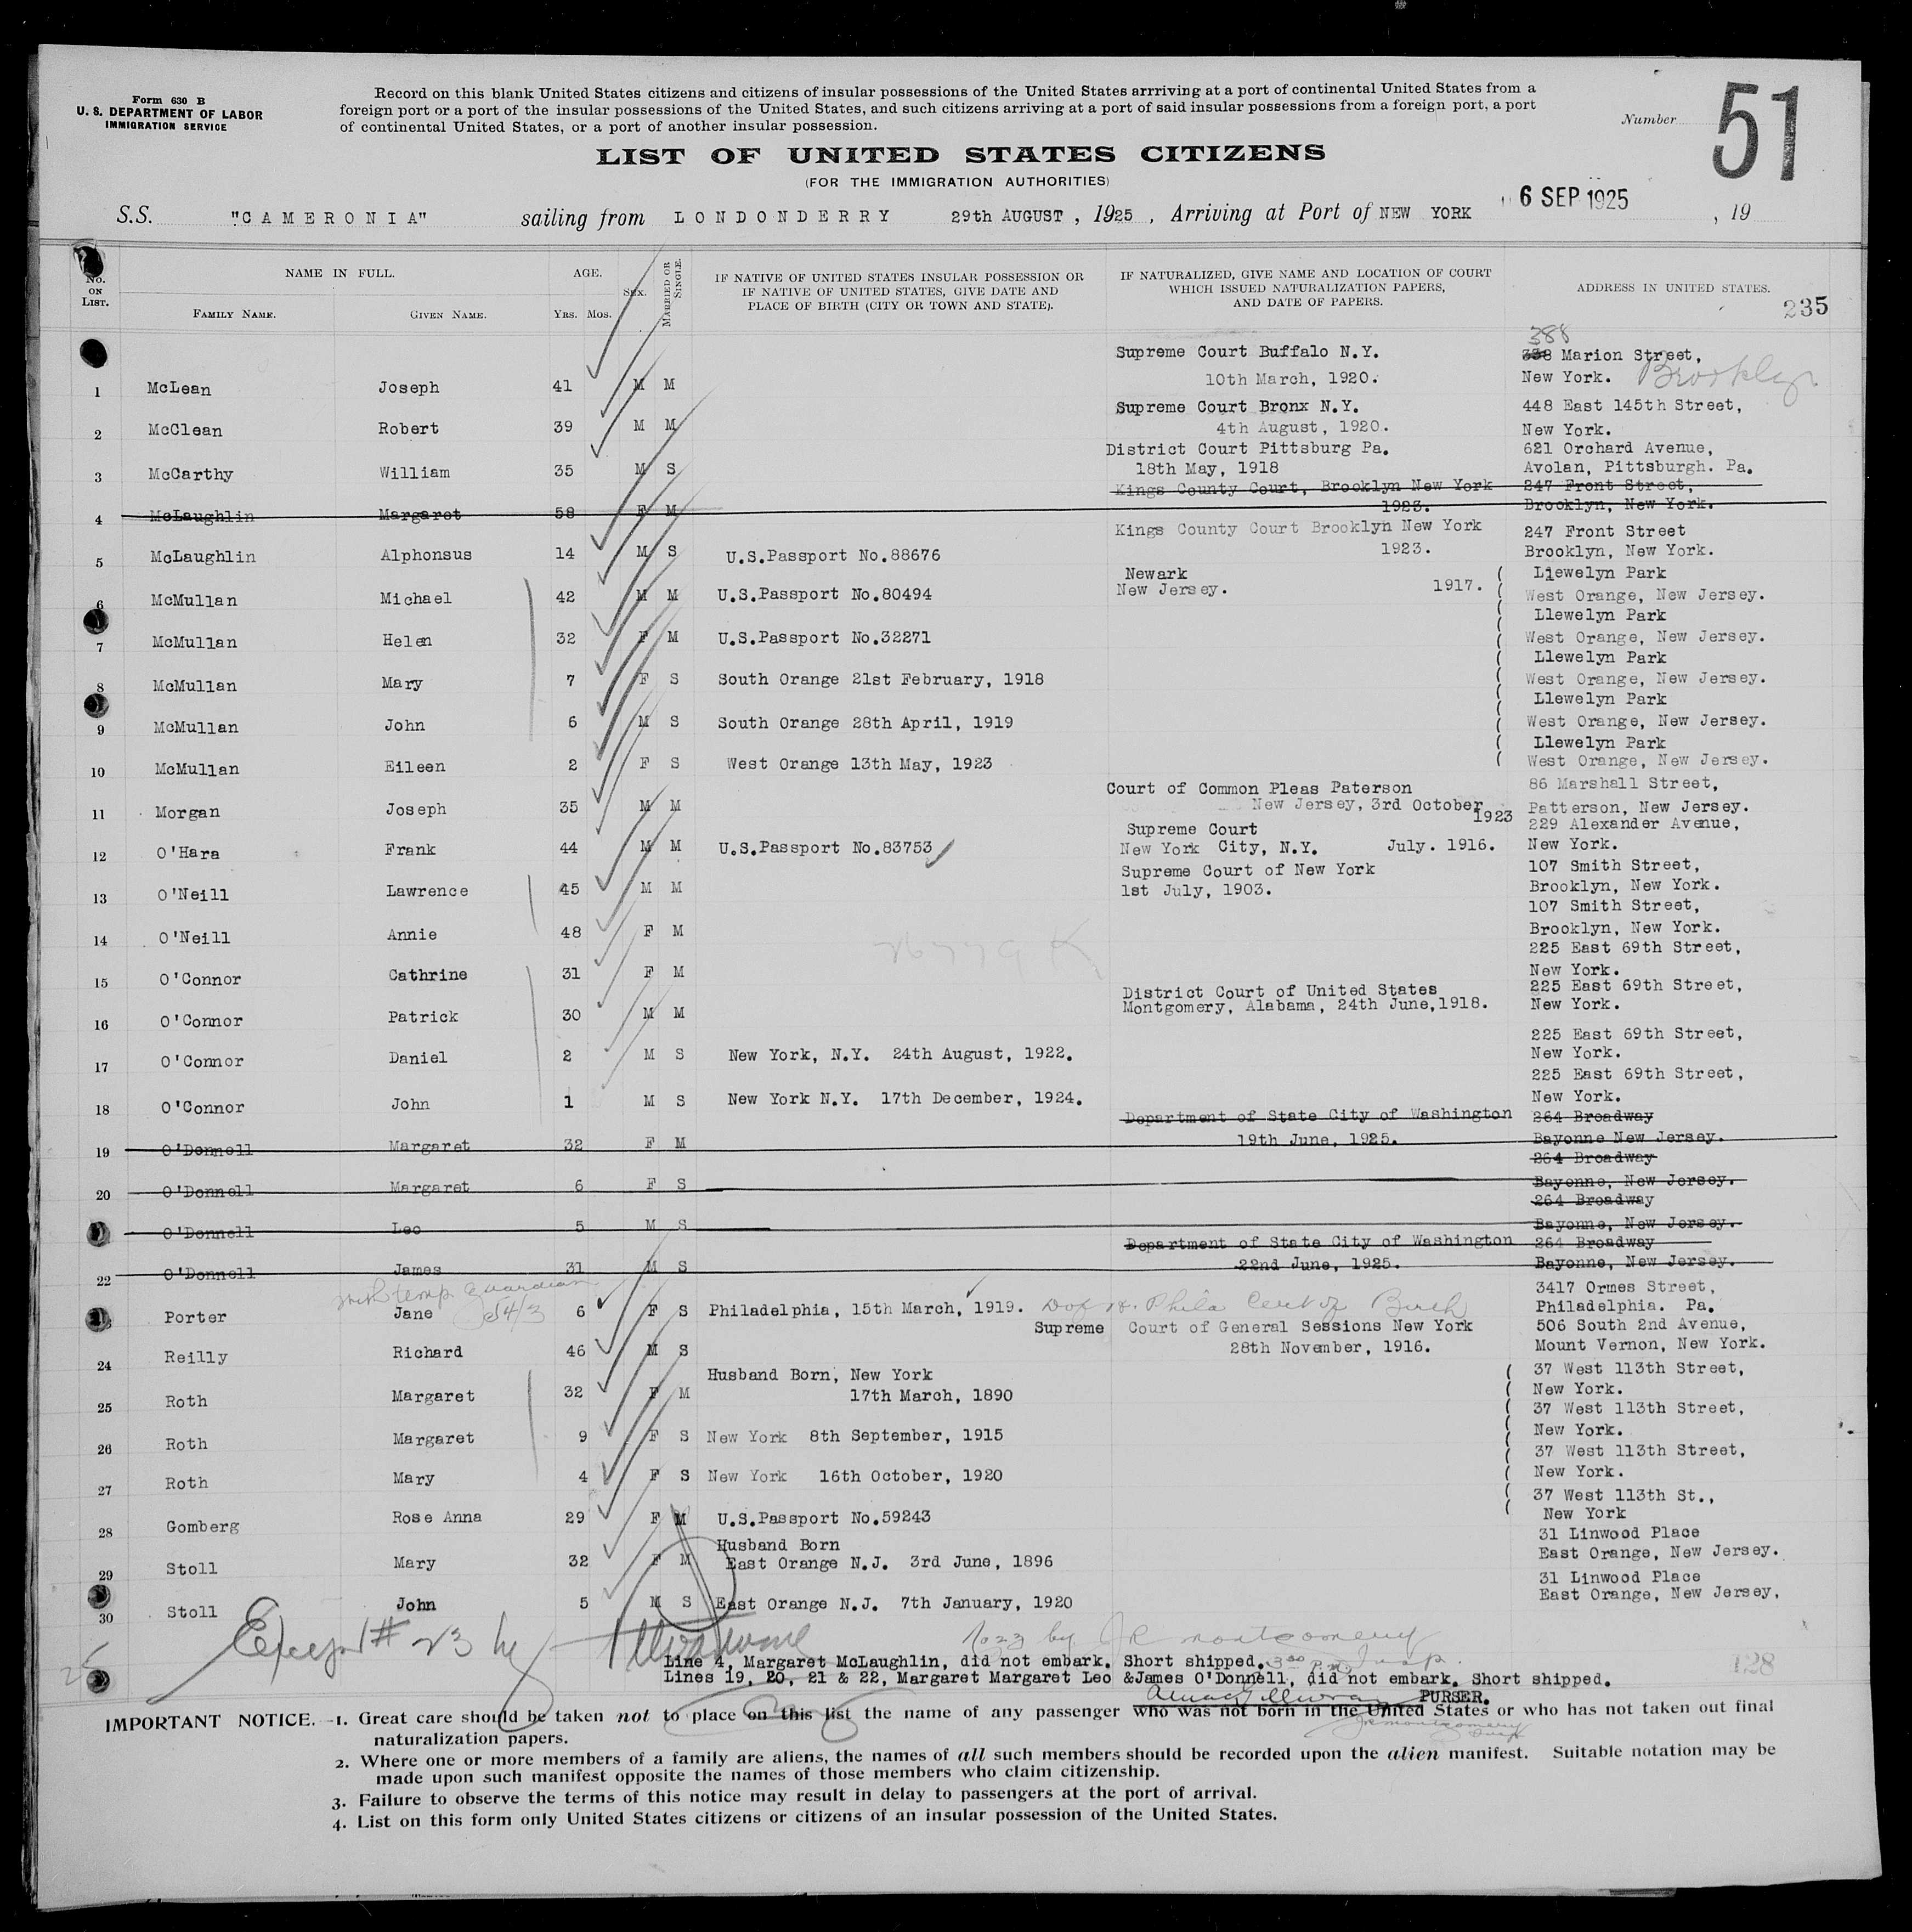 Form 630 B
U. S. DEPARTMENT OF LABOR
IMMIGRATION SERVICE
Record on this blank United States citizens and citizens of insular possessions of the United States arrriving at a port of continental United States from a
foreign port or a port of the insular possessions of the United States, and such citizens arriving at a port of said insular possessions from a foreign port, a port
of continental United States, or a port of another insular possession.
Number 51
LIST OF UNITED STATES CITIZENS
(FOR THE IMMIGRATION AUTHORITIES)
S.S. "CAMERONIA" sailing from LONDONDERRY 29th AUGUST, 1925, Arriving at Port of NEW YORK 6 SEP 1925, 19
No. ON LIST.
NAME IN FULL.
FAMILY NAME. GIVEN NAME.
AGE.
Yrs. Mos.
SEX.
MARRIED OR SINGLE.
IF NATIVE OF UNITED STATES INSULAR POSSESSION OR
IF NATIVE OF UNITED STATES, GIVE DATE AND
PLACE OF BIRTH (CITY OR TOWN AND STATE).
IF NATURALIZED, GIVE NAME AND LOCATION OF COURT
WHICH ISSUED NATURALIZATION PAPERS,
AND DATE OF PAPERS.
ADDRESS IN UNITED STATES.
235
388
Supreme Court Buffalo N.Y. 338 Marion Street,
1 McLean Joseph 41 M M 10th March, 1920. New York. Brooklyn
Supreme Court Bronx N.Y. 448 East 145th Street,
2 McClean Robert 39 M M 4th August, 1920. New York.
District Court Pittsburg Pa. 621 Orchard Avenue,
3 McCarthy William 35 M S 18th May, 1918 Avolan, Pittsburgh. Pa.
Kings County Court, Brooklyn New York 247 Front Street,
4 McLaughlin Margaret 58 F M 1923. Brooklyn, New York.
Kings County Court Brooklyn New York 247 Front Street
5 McLaughlin Alphonsus 14 M S U.S.Passport No.88676 1923. Brooklyn, New York.
Newark Llewelyn Park
6 McMullan Michael 42 M M U.S.Passport No.80494 New Jersey. 1917. West Orange, New Jersey.
Llewelyn Park
7 McMullan Helen 32 F M U.S.Passport No.32271 West Orange, New Jersey.
Llewelyn Park
8 McMullan Mary 7 F S South Orange 21st February, 1918 West Orange, New Jersey.
Llewelyn Park
9 McMullan John 6 M S South Orange 28th April, 1919 West Orange, New Jersey.
Llewelyn Park
10 McMullan Eileen 2 F S West Orange 13th May, 1923 West Orange, New Jersey.
Court of Common Pleas Paterson 86 Marshall Street,
11 Morgan Joseph 35 M M New Jersey, 3rd October 1923 Patterson, New Jersey.
Supreme Court 229 Alexander Avenue,
12 O'Hara Frank 44 M M U.S.Passport No.83753 New York City, N.Y. July. 1916. New York.
Supreme Court of New York 107 Smith Street,
13 O'Neill Lawrence 45 M M 1st July, 1903. Brooklyn, New York.
107 Smith Street,
14 O'Neill Annie 48 F M Brooklyn, New York.
225 East 69th Street,
15 O'Connor Cathrine 31 F M New York.
District Court of United States 225 East 69th Street,
16 O'Connor Patrick 30 M M Montgomery, Alabama, 24th June,1918. New York.
225 East 69th Street,
17 O'Connor Daniel 2 M S New York, N.Y. 24th August, 1922. New York.
225 East 69th Street,
18 O'Connor John 1 M S New York N.Y. 17th December, 1924. New York.
Department of State City of Washington 264 Broadway
19 O'Donnell Margaret 32 F M 19th June, 1925. Bayonne New Jersey.
264 Broadway
20 O'Donnell Margaret 6 F S Bayonne, New Jersey.
264 Broadway
O'Donnell Leo 5 M S Bayonne, New Jersey.
Department of State City of Washington 264 Broadway
22 O'Donnell James 31 M S 22nd June, 1925. Bayonne, New Jersey.
with temp guardian 3417 Ormes Street,
Porter Jane 6 F S Philadelphia, 15th March, 1919. Phila Cert of Birth Philadelphia. Pa.
Supreme Court of General Sessions New York 506 South 2nd Avenue,
24 Reilly Richard 46 M S 28th November, 1916. Mount Vernon, New York.
Husband Born, New York 37 West 113th Street,
25 Roth Margaret 32 F M 17th March, 1890 New York.
37 West 113th Street,
26 Roth Margaret 9 F S New York 8th September, 1915 New York.
37 West 113th Street,
27 Roth Mary 4 F S New York 16th October, 1920 New York.
37 West 113th St.,
28 Gomberg Rose Anna 29 F M U.S.Passport No.59243 New York
Husband Born 31 Linwood Place
29 Stoll Mary 32 F M East Orange N.J. 3rd June, 1896 East Orange, New Jersey.
31 Linwood Place
30 Stoll John 5 M S East Orange N.J. 7th January, 1920 East Orange, New Jersey.
Except # 23 by
No 23 by J R Montgomery
Insp.
128
Line 4, Margaret McLaughlin, did not embark. Short shipped.
Lines 19, 20, 21 & 22, Margaret Margaret Leo &James O'Donnell, did not embark. Short shipped.
PURSER.
IMPORTANT NOTICE.—1. Great care should be taken not to place on this list the name of any passenger who was not born in the United States or who has not taken out final
naturalization papers.
2. Where one or more members of a family are aliens, the names of all such members should be recorded upon the alien manifest. Suitable notation may be
made upon such manifest opposite the names of those members who claim citizenship.
3. Failure to observe the terms of this notice may result in delay to passengers at the port of arrival.
4. List on this form only United States citizens or citizens of an insular possession of the United States.